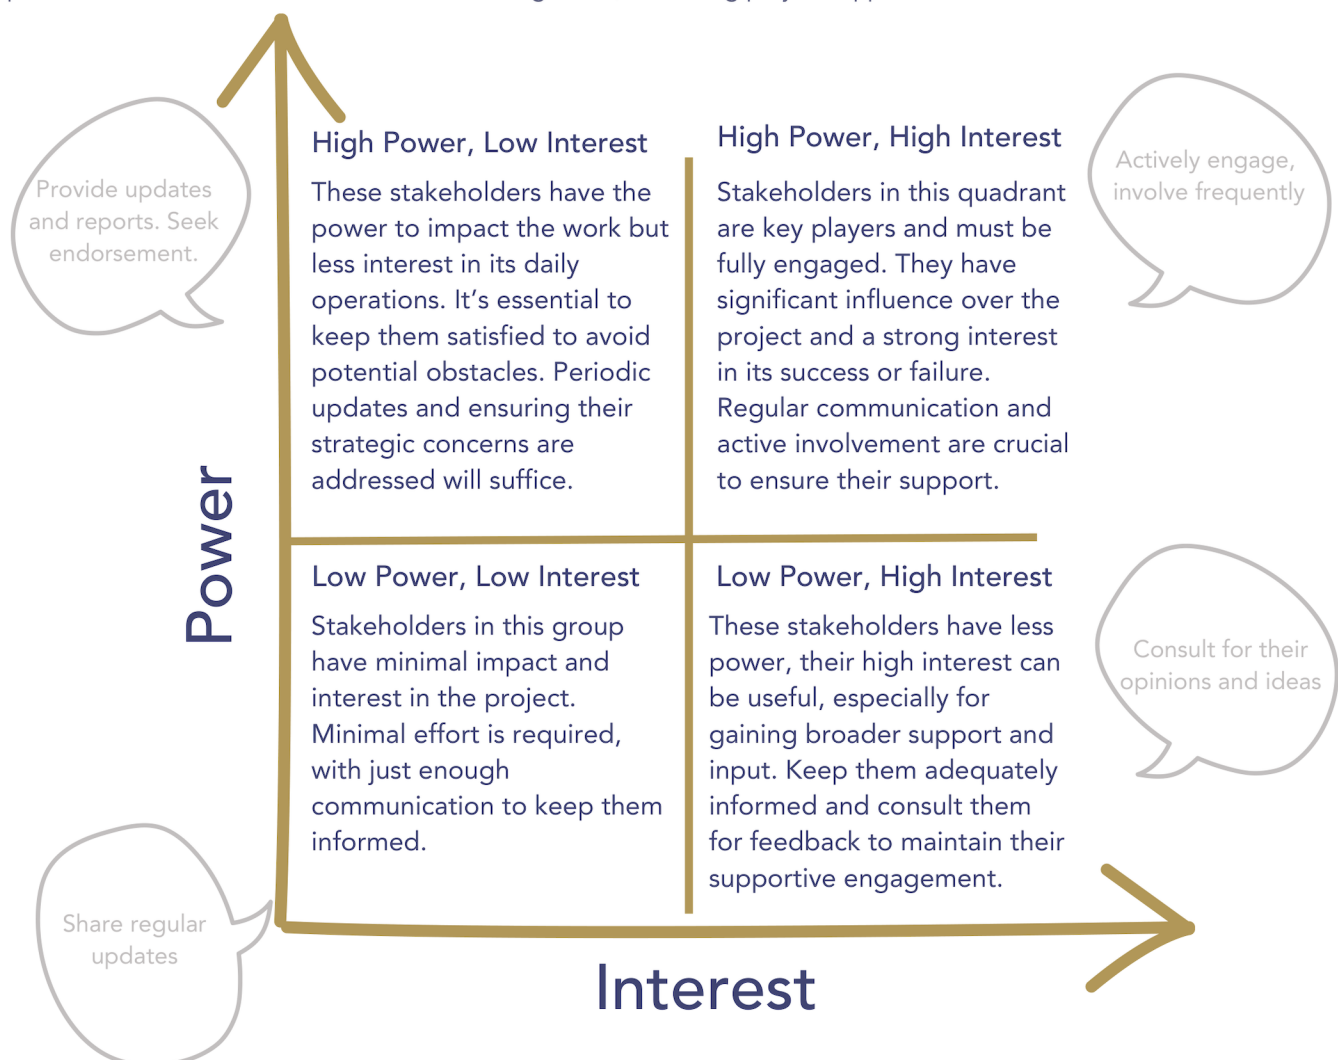 High Power, Low Interest
These stakeholders have the
power to impact the work but
less interest in its daily
operations. It’s essential to
keep them satisfied to avoid
potential obstacles. Periodic
updates and ensuring their
strategic concerns are
addressed will suffice.
High Power, High Interest
Stakeholders in this quadrant
are key players and must be
fully engaged. They have
significant influence over the
project and a strong interest
in its success or failure.
Regular communication and
active involvement are crucial
to ensure their support.
Provide updates
and reports. Seek
endorsement.
Actively engage,
involve frequently
Power
Low Power, Low Interest
Stakeholders in this group
have minimal impact and
interest in the project.
Minimal effort is required,
with just enough
communication to keep them
informed.
Low Power, High Interest
These stakeholders have less
power, their high interest can
be useful, especially for
gaining broader support and
input. Keep them adequately
informed and consult them
for feedback to maintain their
supportive engagement.
Consult for their
opinions and ideas
Share regular
updates
Interest